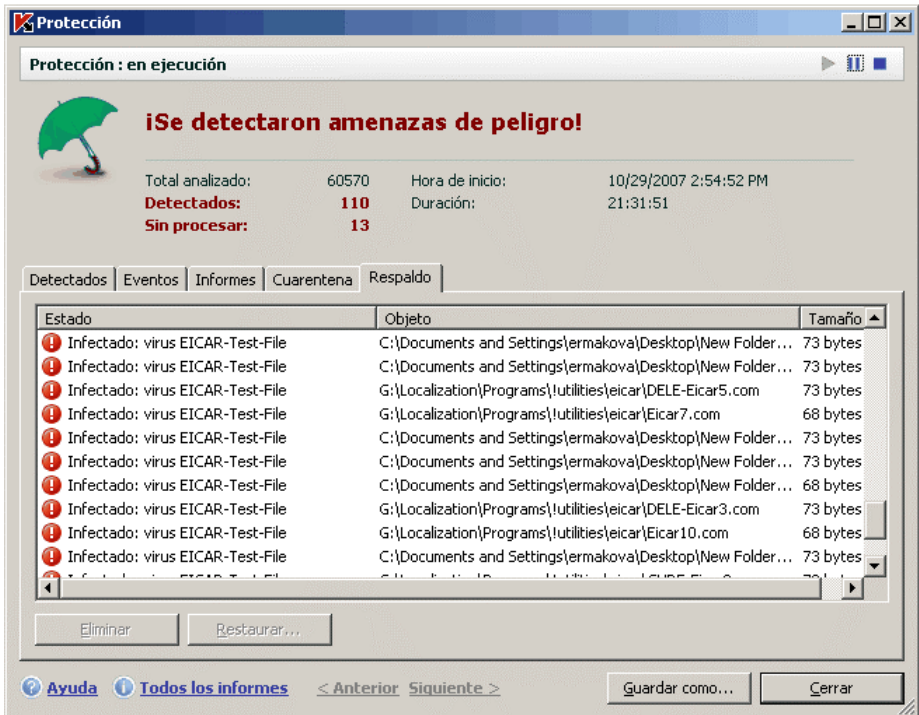 Protección
Protección : en ejecución
¡Se detectaron amenazas de peligro!
Total analizado: 60570 Hora de inicio: 10/29/2007 2:54:52 PM
Detectados: 110 Duración: 21:31:51
Sin procesar: 13
Detectados Eventos Informes Cuarentena Respaldo
Estado Objeto Tamaño
Infectado: virus EICAR-Test-File C:\Documents and Settings\ermakova\Desktop\New Folder... 73 bytes
Infectado: virus EICAR-Test-File C:\Documents and Settings\ermakova\Desktop\New Folder... 73 bytes
Infectado: virus EICAR-Test-File G:\Localization\Programs\!utilities\eicar\DELE-Eicar5.com 73 bytes
Infectado: virus EICAR-Test-File G:\Localization\Programs\!utilities\eicar\Eicar7.com 68 bytes
Infectado: virus EICAR-Test-File C:\Documents and Settings\ermakova\Desktop\New Folder... 73 bytes
Infectado: virus EICAR-Test-File C:\Documents and Settings\ermakova\Desktop\New Folder... 73 bytes
Infectado: virus EICAR-Test-File C:\Documents and Settings\ermakova\Desktop\New Folder... 68 bytes
Infectado: virus EICAR-Test-File G:\Localization\Programs\!utilities\eicar\DELE-Eicar3.com 73 bytes
Infectado: virus EICAR-Test-File G:\Localization\Programs\!utilities\eicar\Eicar10.com 68 bytes
Infectado: virus EICAR-Test-File C:\Documents and Settings\ermakova\Desktop\New Folder... 73 bytes
Eliminar Restaurar...
Ayuda Todos los informes < Anterior Siguiente > Guardar como... Cerrar